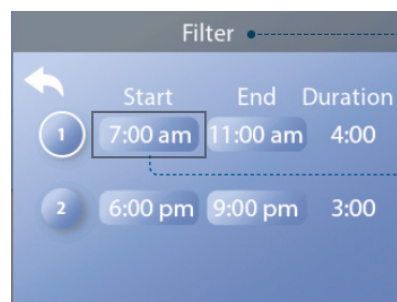 Filter
Start End Duration
1 7:00 am 11:00 am 4:00
2 6:00 pm 9:00 pm 3:00